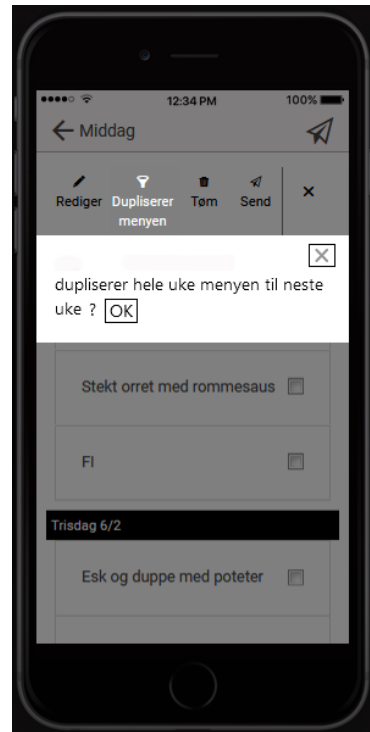 12:34 PM 100%
Middag
Rediger Dupliserer menyen Tøm Send
dupliserer hele uke menyen til neste
uke ? OK
Stekt orret med rommesaus
FI
Trisdag 6/2
Esk og duppe med poteter